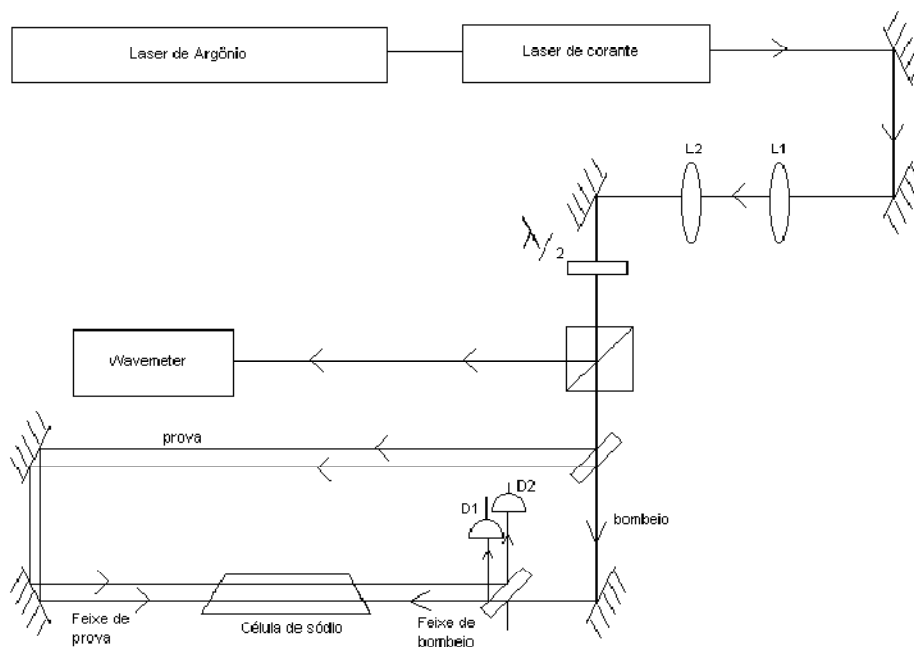 Laser de Argônio
Laser de corante
L2
L1
λ/2
Wavemeter
prova
D1
D2
bombeio
Feixe de
prova
Célula de sódio
Feixe de
bombeio